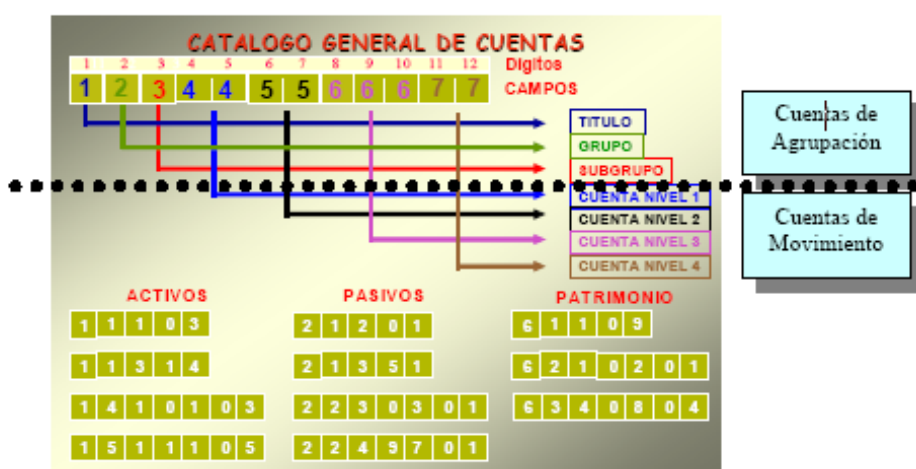 CATALOGO GENERAL DE CUENTAS
1 2 3 4 5 6 7 8 9 10 11 12 Digitos
1 2 3 4 4 5 5 6 6 6 7 7 CAMPOS
TITULO
GRUPO
SUBGRUPO
CUENTA NIVEL 1
CUENTA NIVEL 2
CUENTA NIVEL 3
CUENTA NIVEL 4
Cuentas de
Agrupación
Cuentas de
Movimiento
ACTIVOS PASIVOS PATRIMONIO
1 1 1 0 3 2 1 2 0 1 6 1 1 0 9
1 1 3 1 4 2 1 3 5 1 6 2 1 0 2 0 1
1 4 1 0 1 0 3 2 2 3 0 3 0 1 6 3 4 0 8 0 4
1 5 1 1 1 0 5 2 2 4 9 7 0 1